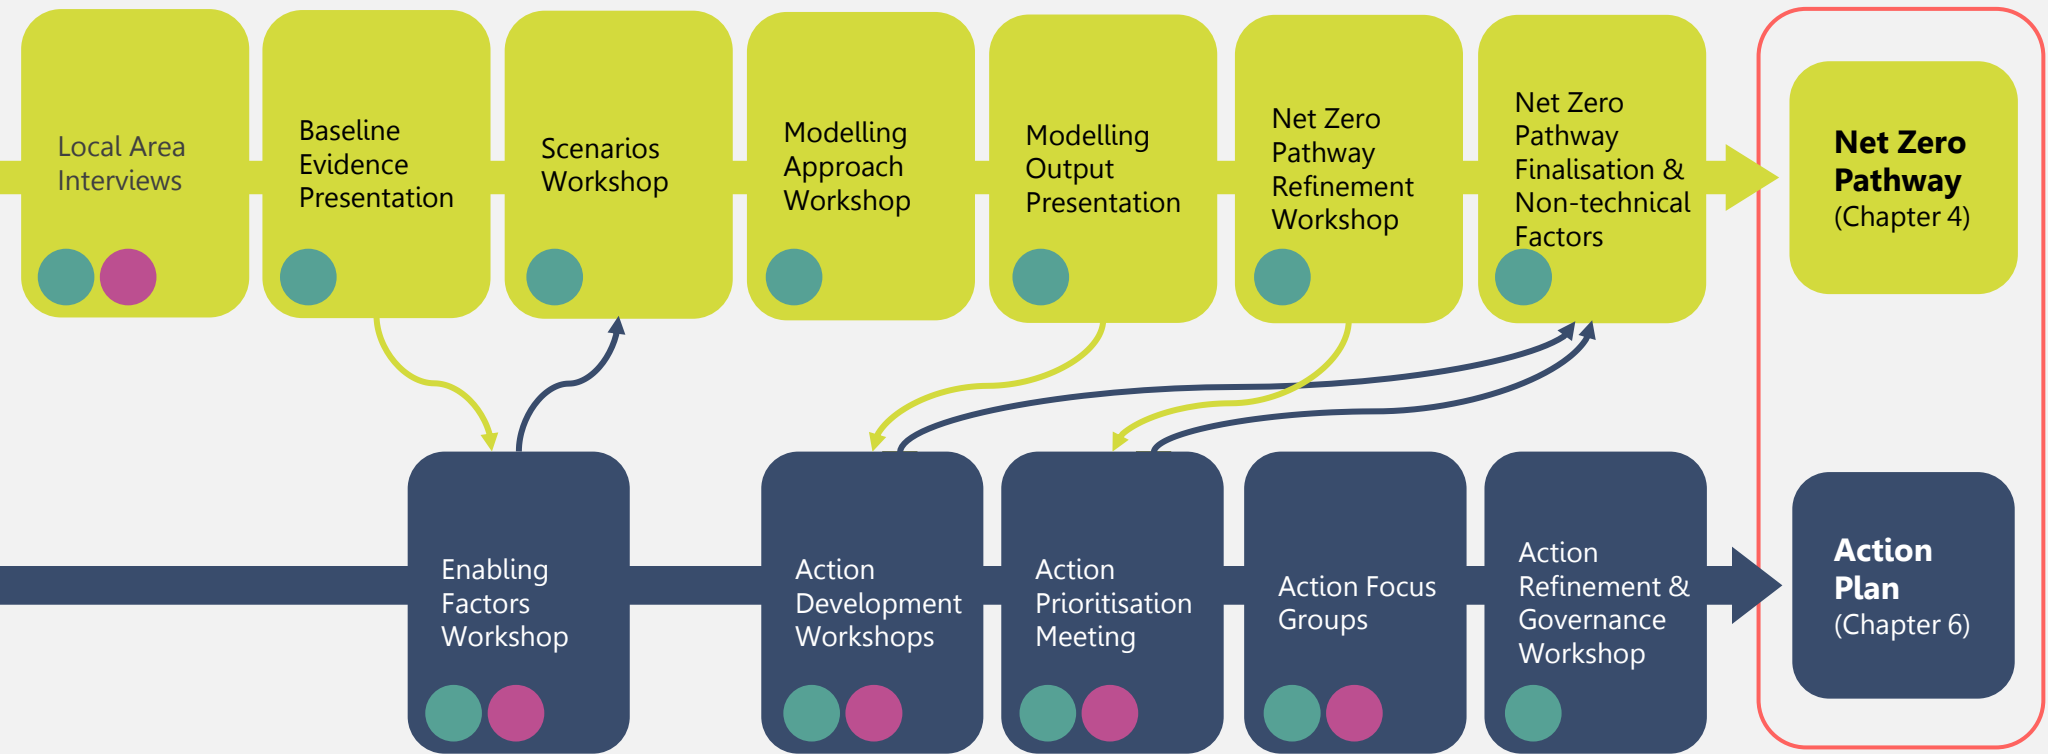 Local Area
Interviews
Baseline
Evidence
Presentation
Scenarios
Workshop
Modelling
Approach
Workshop
Modelling
Output
Presentation
Net Zero
Pathway
Refinement
Workshop
Net Zero
Pathway
Finalisation &
Non-technical
Factors
Net Zero
Pathway
(Chapter 4)
Enabling
Factors
Workshop
Action
Development
Workshops
Action
Prioritisation
Meeting
Action Focus
Groups
Action
Refinement &
Governance
Workshop
Action
Plan
(Chapter 6)